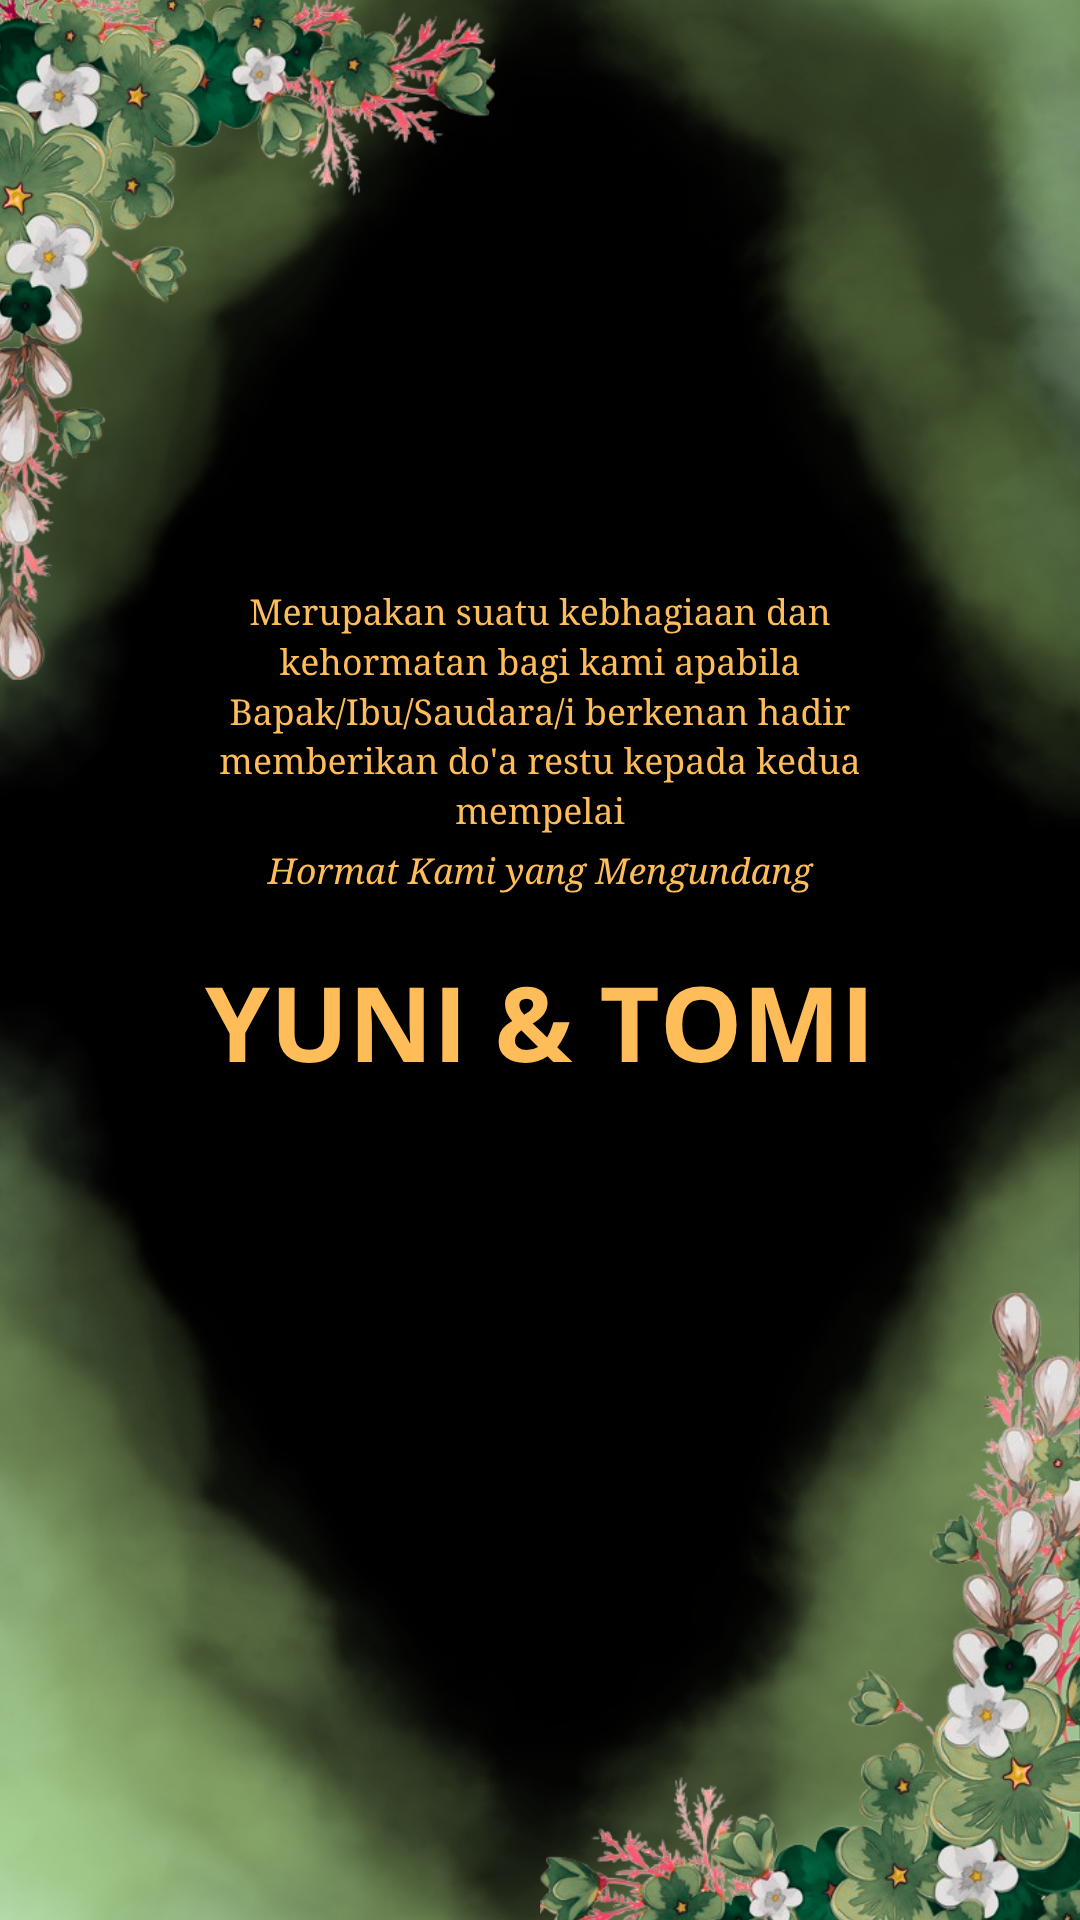 Merupakan suatu kebhagiaan dan
kehormatan bagi kami apabila
Bapak/Ibu/Saudara/i berkenan hadir
memberikan do'a restu kepada kedua
mempelai
Hormat Kami yang Mengundang
YUNI & TOMI